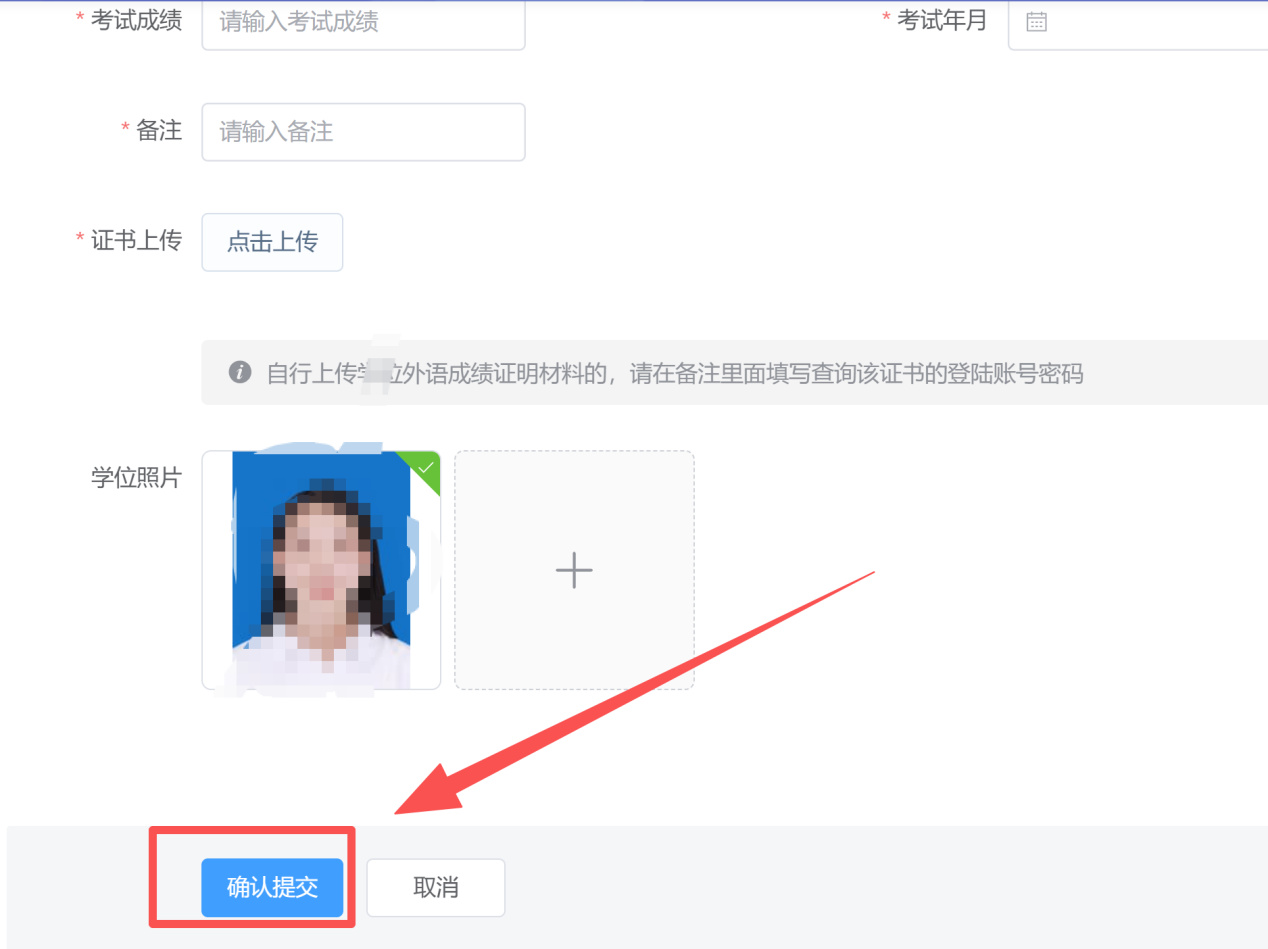 * 考试成绩 请输入考试成绩 * 考试年月
* 备注 请输入备注
* 证书上传 点击上传
自行上传学位外语成绩证明材料的，请在备注里面填写查询该证书的登陆账号密码
学位照片
确认提交 取消